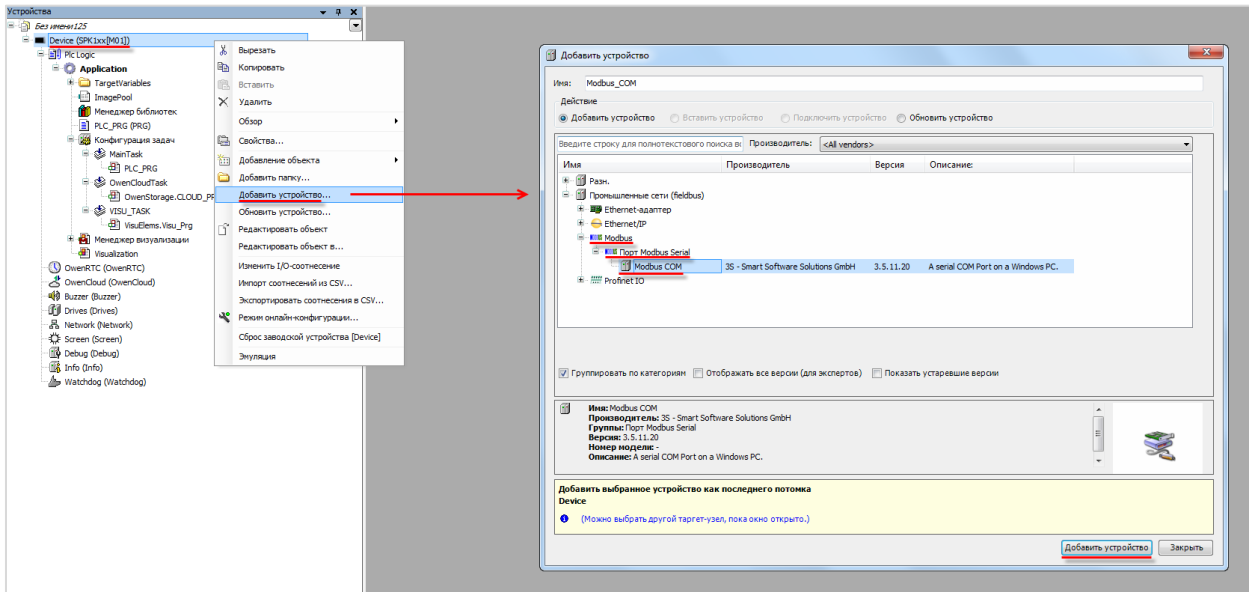 Устройства
Без имени125
Device (SPK1xx[M01])
Plc Logic
Application
TargetVariables
ImagePool
Менеджер библиотек
PLC_PRG (PRG)
Конфигурация задач
MainTask
PLC_PRG
OwenCloudTask
OwenStorage.CLOUD_PF
VISU_TASK
VisuElems.Visu_Prg
Менеджер визуализации
Visualization
OwenRTC (OwenRTC)
OwenCloud (OwenCloud)
Buzzer (Buzzer)
Drives (Drives)
Network (Network)
Screen (Screen)
Debug (Debug)
Info (Info)
Watchdog (Watchdog)
Вырезать
Копировать
Вставить
Удалить
Обзор
Свойства...
Добавление объекта
Добавить папку...
Добавить устройство...
Обновить устройство...
Редактировать объект
Редактировать объект в...
Изменить I/O-соотнесение
Импорт соотнесений из CSV...
Экспортировать соотнесения в CSV...
Режим онлайн-конфигурации...
Сброс заводской устройства [Device]
Эмуляция
Добавить устройство
Имя: Modbus_COM
Действие
Добавить устройство Вставить устройство Подключить устройство Обновить устройство
Введите строку для полнотекстового поиска во Производитель: <All vendors>
Имя Производитель Версия Описание:
Разн.
Промышленные сети (fieldbus)
Ethernet-адаптер
EtherNet/IP
Modbus
Порт Modbus Serial
Modbus COM 3S - Smart Software Solutions GmbH 3.5.11.20 A serial COM Port on a Windows PC.
Profinet IO
Группировать по категориям Отображать все версии (для экспертов) Показать устаревшие версии
Имя: Modbus COM
Производитель: 3S - Smart Software Solutions GmbH
Группы: Порт Modbus Serial
Версия: 3.5.11.20
Номер модели: -
Описание: A serial COM Port on a Windows PC.
Добавить выбранное устройство как последнего потомка
Device
(Можно выбрать другой таргет-узел, пока окно открыто.)
Добавить устройство Закрыть